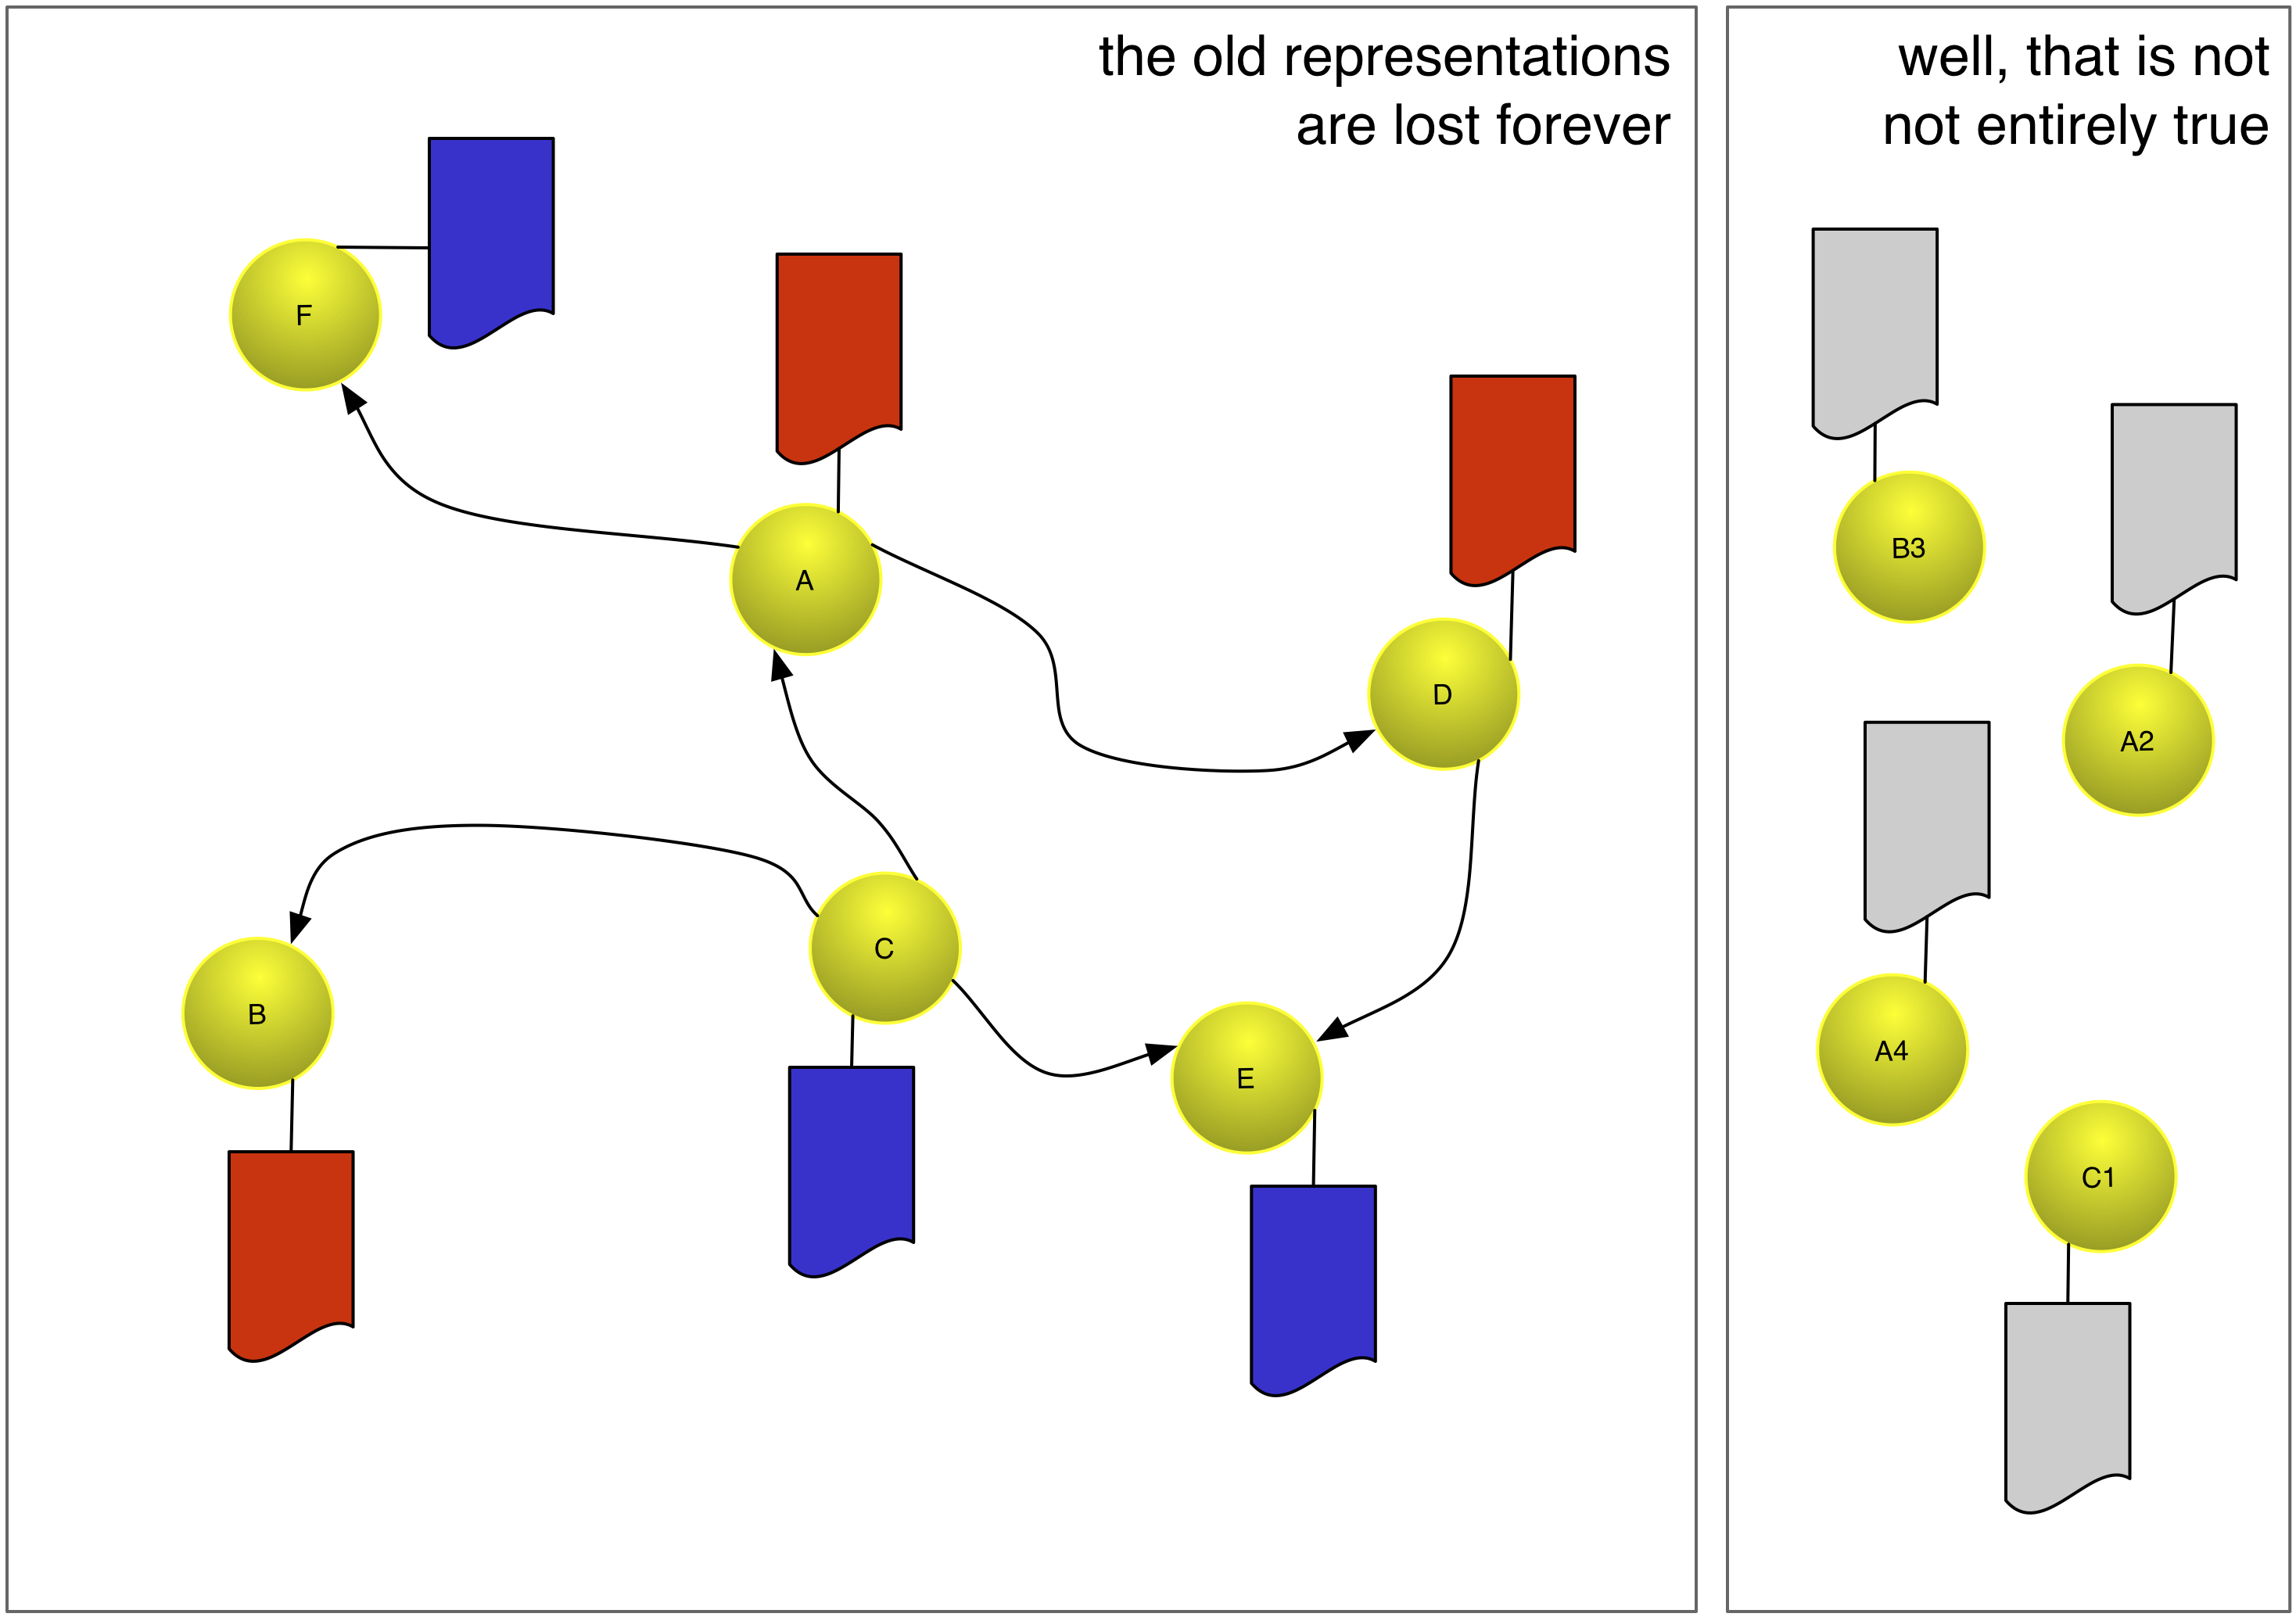 the old representations
are lost forever
well, that is not
not entirely true
F
A
D
C
B
E
B3
A2
A4
C1